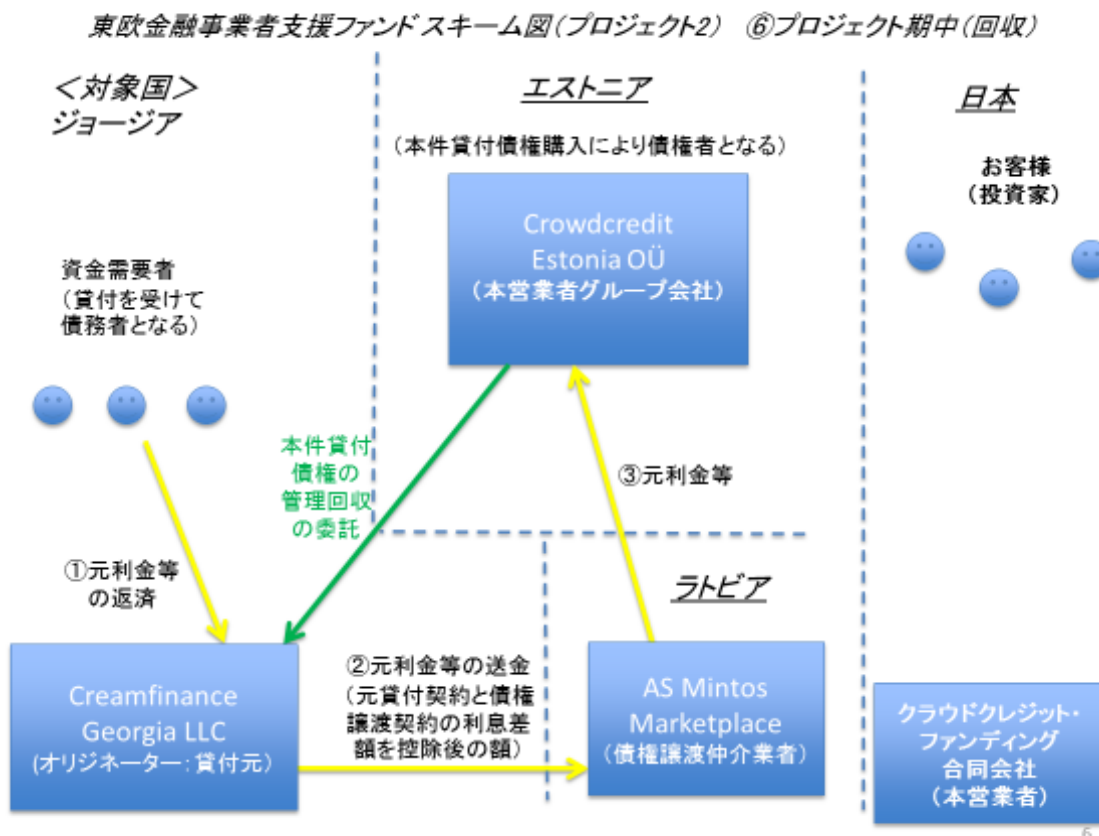 東欧金融事業者支援ファンド スキーム図(プロジェクト2) ⑥プロジェクト期中(回収)
<対象国>
ジョージア
エストニア
日本
(本件貸付債権購入により債権者となる)
お客様
(投資家)
Crowdcredit
Estonia OÜ
(本営業者グループ会社)
資金需要者
(貸付を受けて
債務者となる)
本件貸付
債権の
管理回収
の委託
③元利金等
①元利金等
の返済
ラトビア
②元利金等の送金
(元貸付契約と債権
譲渡契約の利息差
額を控除後の額)
Creamfinance
Georgia LLC
(オリジネーター:貸付元)
AS Mintos
Marketplace
(債権譲渡仲介業者)
クラウドクレジット・
ファンディング
合同会社
(本営業者)
6